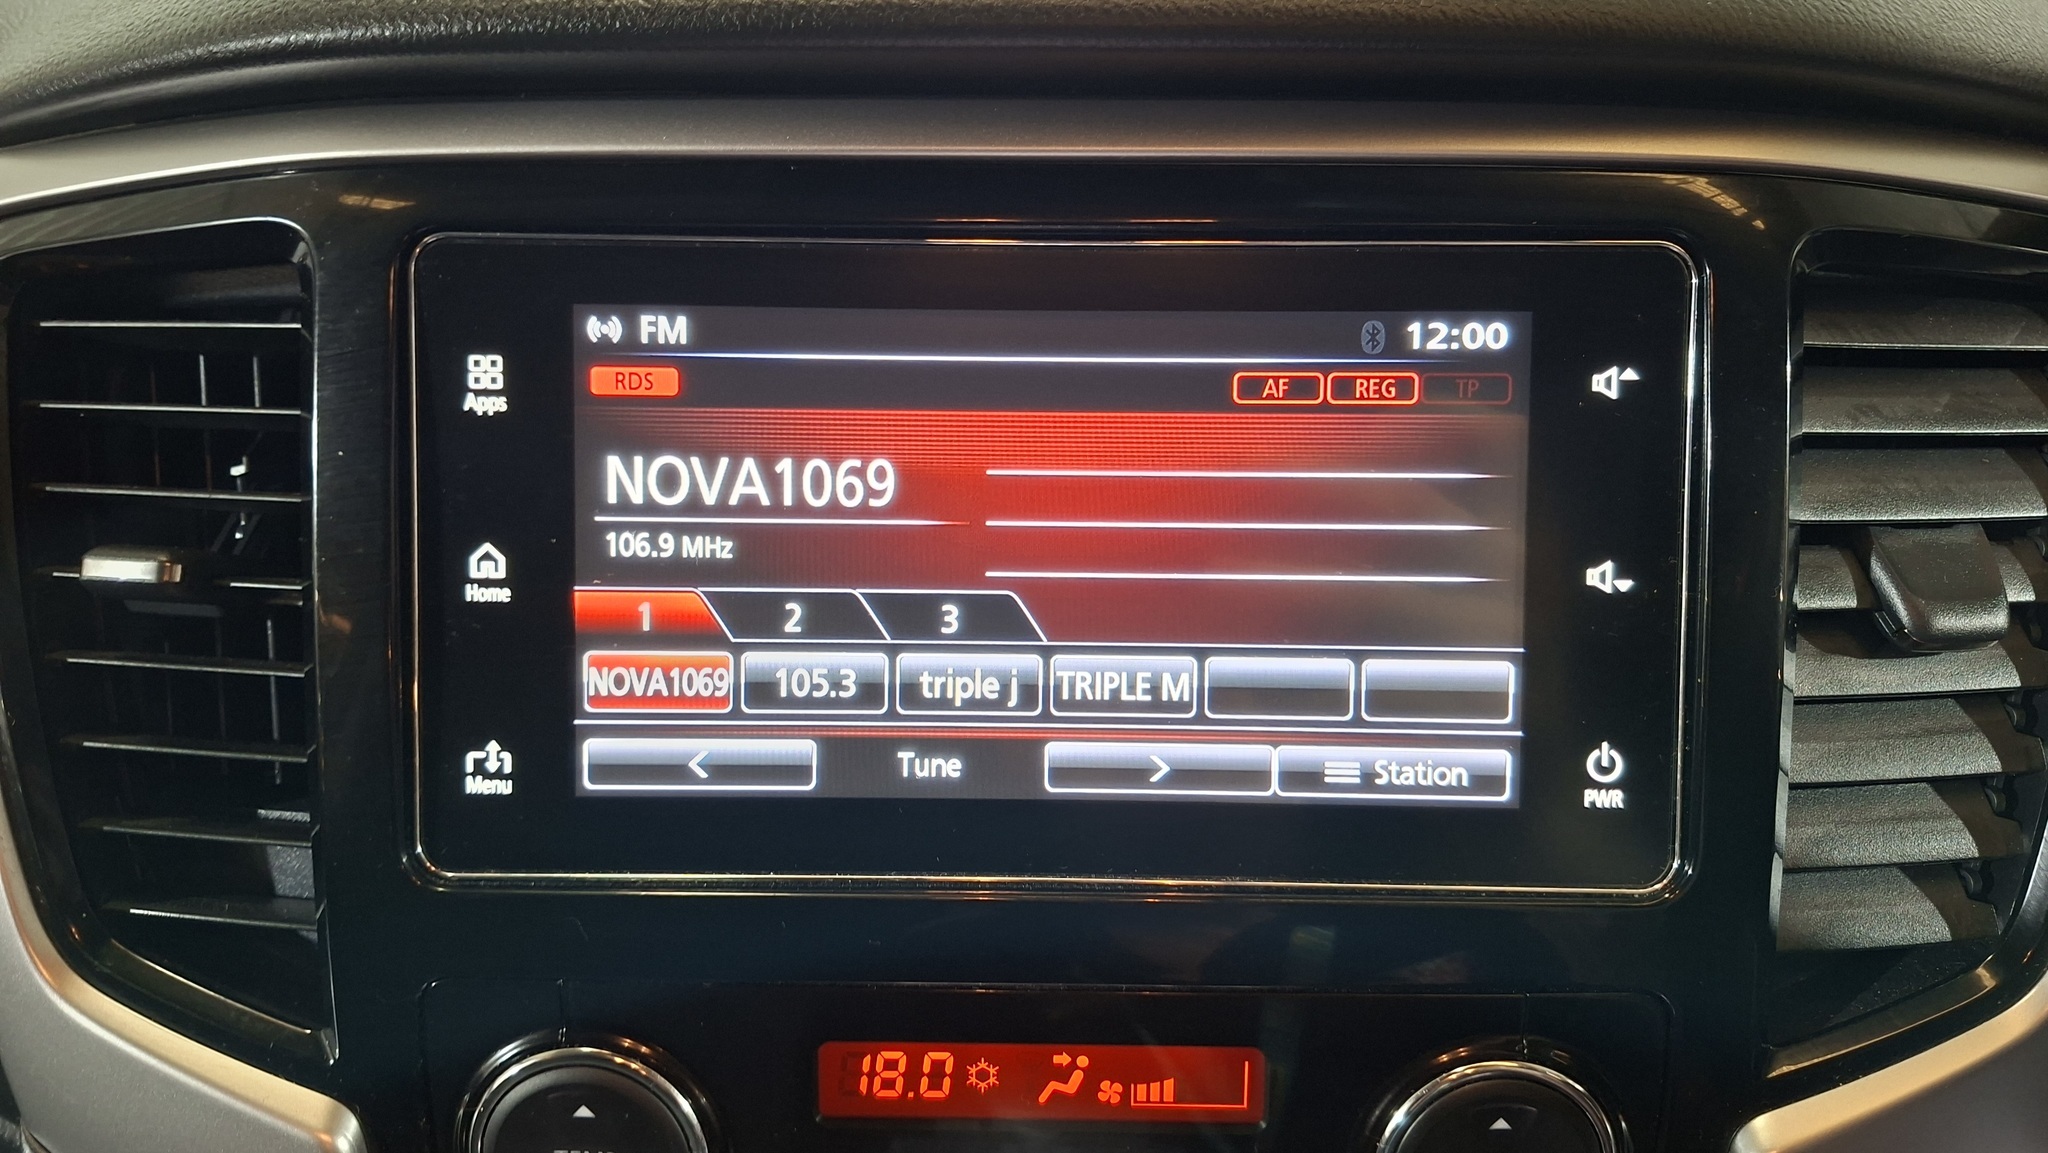 FM 12:00
RDS AF REG TP
Apps
NOVA1069
106.9 MHz
Home
1 2 3
NOVA1069 105.3 triple j TRIPLE M
< Tune > Station
Menu
PWR
18.0